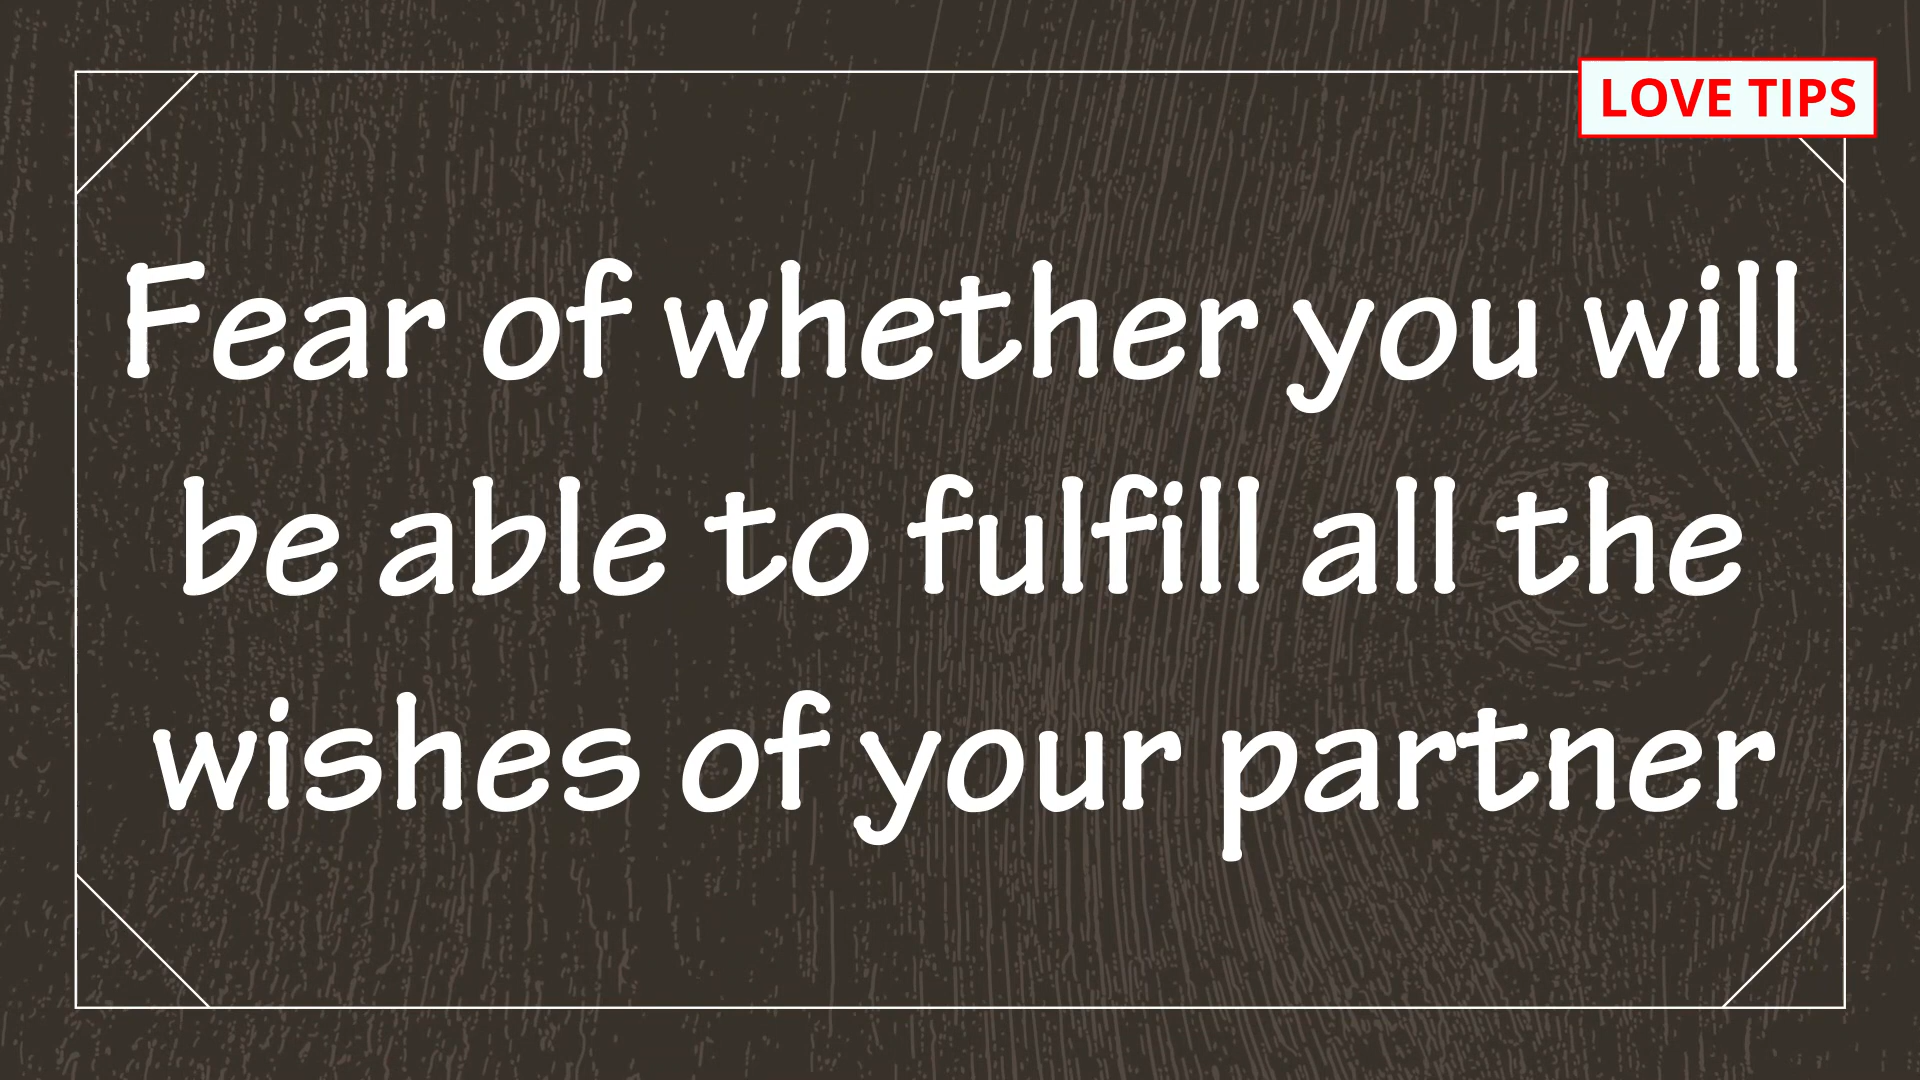 LOVE TIPS
Fear of whether you will
be able to fulfill all the
wishes of your partner